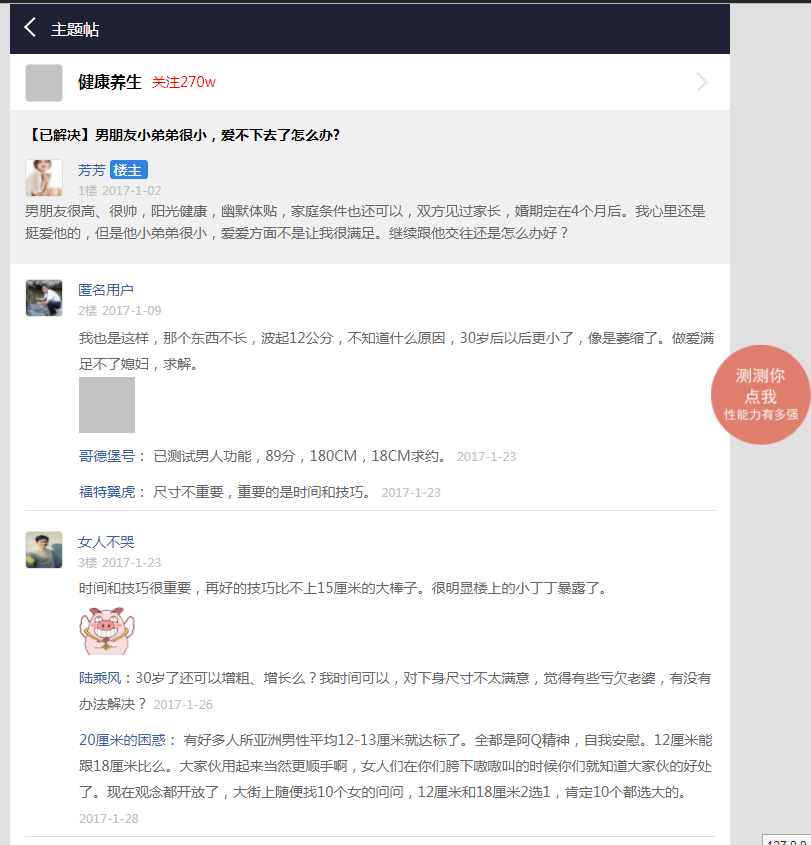 主题帖
健康养生 关注270w
【已解决】男朋友小弟弟很小，爱不下去了怎么办?
芳芳 楼主
1楼 2017-1-02
男朋友很高、很帅，阳光健康，幽默体贴，家庭条件也还可以，双方见过家长，婚期定在4个月后。我心里还是
挺爱他的，但是他小弟弟很小，爱爱方面不是让我很满足。继续跟他交往还是怎么办好？
匿名用户
2楼 2017-1-09
我也是这样，那个东西不长，波起12公分，不知道什么原因，30岁后以后更小了，像是萎缩了。做爱满
足不了媳妇，求解。
测测你
点我
性能力有多强
哥德堡号： 已测试男人功能，89分，180CM，18CM求约。 2017-1-23
福特翼虎： 尺寸不重要，重要的是时间和技巧。 2017-1-23
女人不哭
3楼 2017-1-23
时间和技巧很重要，再好的技巧比不上15厘米的大棒子。很明显楼上的小丁丁暴露了。
陆乘风：30岁了还可以增粗、增长么？我时间可以，对下身尺寸不太满意，觉得有些亏欠老婆，有没有
办法解决？ 2017-1-26
20厘米的困惑： 有好多人所亚洲男性平均12-13厘米就达标了。全都是阿Q精神，自我安慰。12厘米能
跟18厘米比么。大家伙用起来当然更顺手啊，女人们在你们胯下嗷嗷叫的时候你们就知道大家伙的好处
了。现在观念都开放了，大街上随便找10个女的问问，12厘米和18厘米2选1，肯定10个都选大的。
2017-1-28